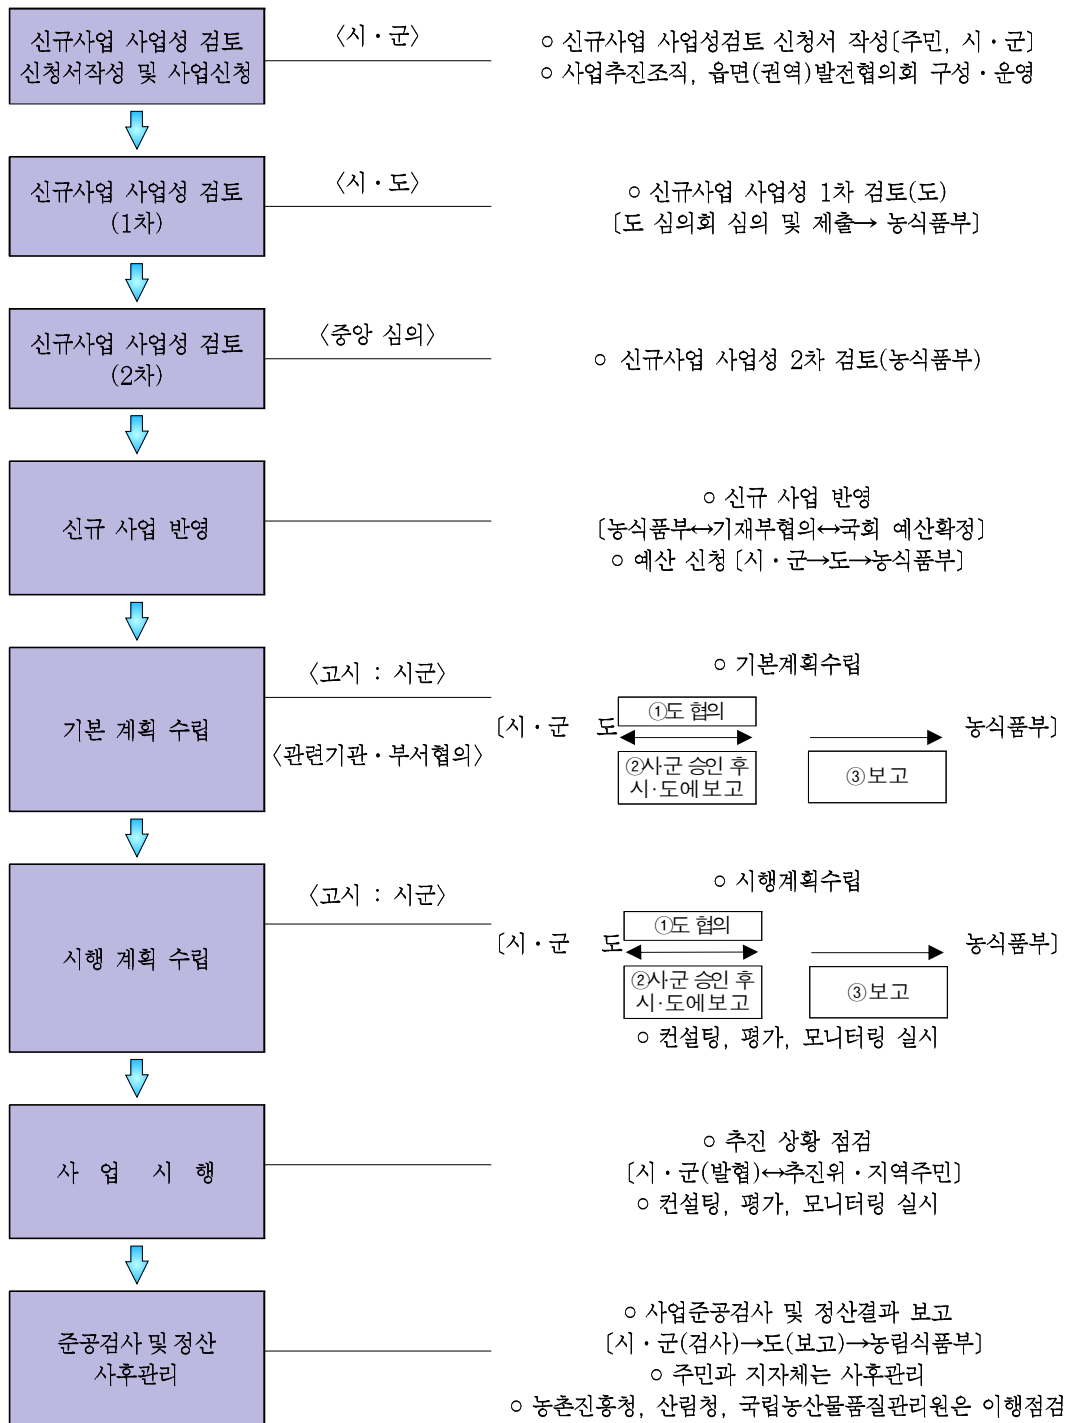 신규사업 사업성 검토
신청서작성 및 사업신청
〈시・군〉
○ 신규사업 사업성검토 신청서 작성〔주민, 시・군〕
○ 사업추진조직, 읍면(권역)발전협의회 구성・운영
신규사업 사업성 검토
(1차)
〈시・도〉
○ 신규사업 사업성 1차 검토(도)
〔도 심의회 심의 및 제출→ 농식품부〕
신규사업 사업성 검토
(2차)
〈중앙 심의〉
○ 신규사업 사업성 2차 검토(농식품부)
신규 사업 반영
○ 신규 사업 반영
〔농식품부↔기재부협의↔국회 예산확정〕
○ 예산 신청〔시・군→도→농식품부〕
기본 계획 수립
〈고시 : 시군〉
〈관련기관・부서협의〉
○ 기본계획수립
〔시・군 도 농식품부〕
①도 협의
②시·군 승인 후
시·도에 보고
③보고
시행 계획 수립
〈고시 : 시군〉
○ 시행계획수립
〔시・군 도 농식품부〕
①도 협의
②시·군 승인 후
시·도에 보고
③보고
○ 컨설팅, 평가, 모니터링 실시
사 업 시 행
○ 추진 상황 점검
〔시・군(발협)↔추진위・지역주민〕
○ 컨설팅, 평가, 모니터링 실시
준공검사 및 정산
사후관리
○ 사업준공검사 및 정산결과 보고
〔시・군(검사)→도(보고)→농림식품부〕
○ 주민과 지자체는 사후관리
○ 농촌진흥청, 산림청, 국립농산물품질관리원은 이행점검